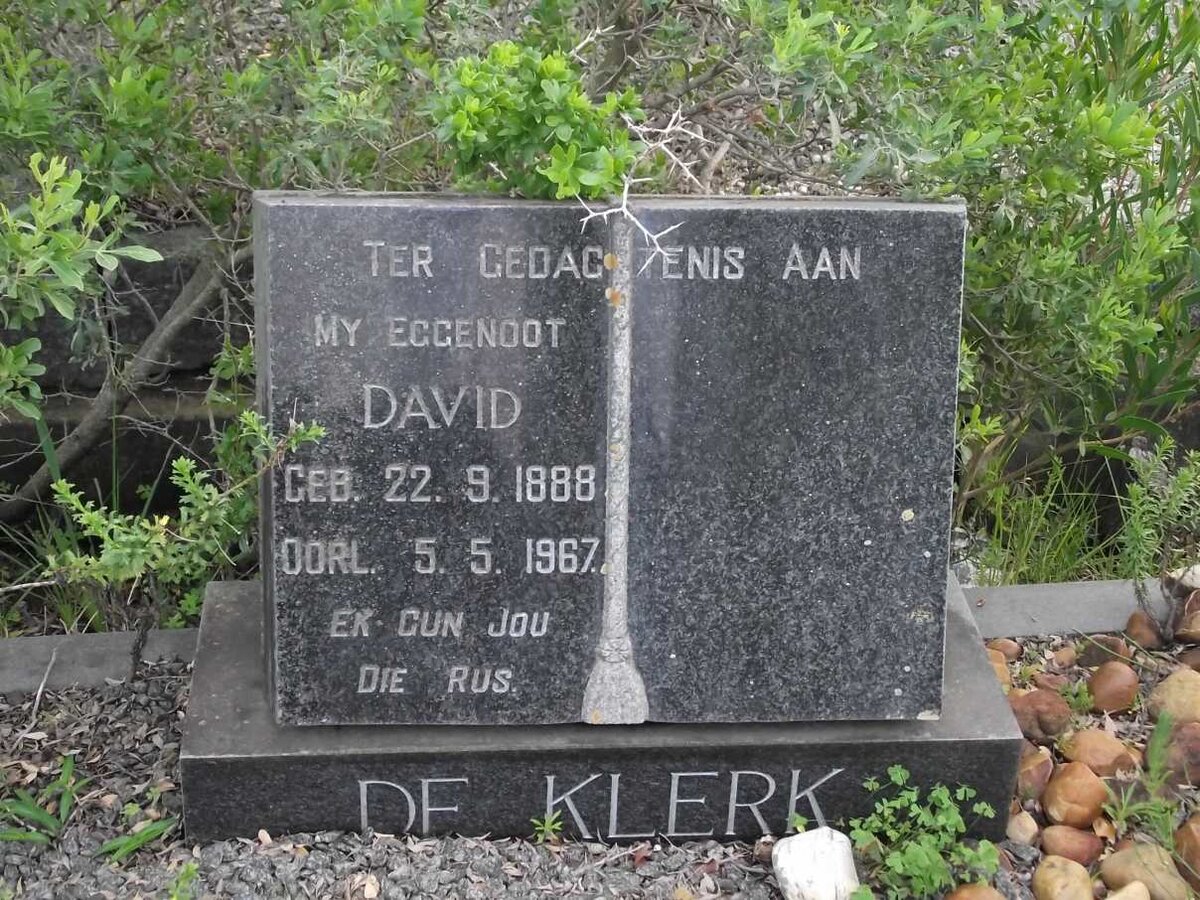 TER GEDAGTENIS AAN
MY EGGENOOT
DAVID
GEB. 22. 9. 1888
OORL. 5. 5. 1967.
EK GUN JOU
DIE RUS.
DE KLERK